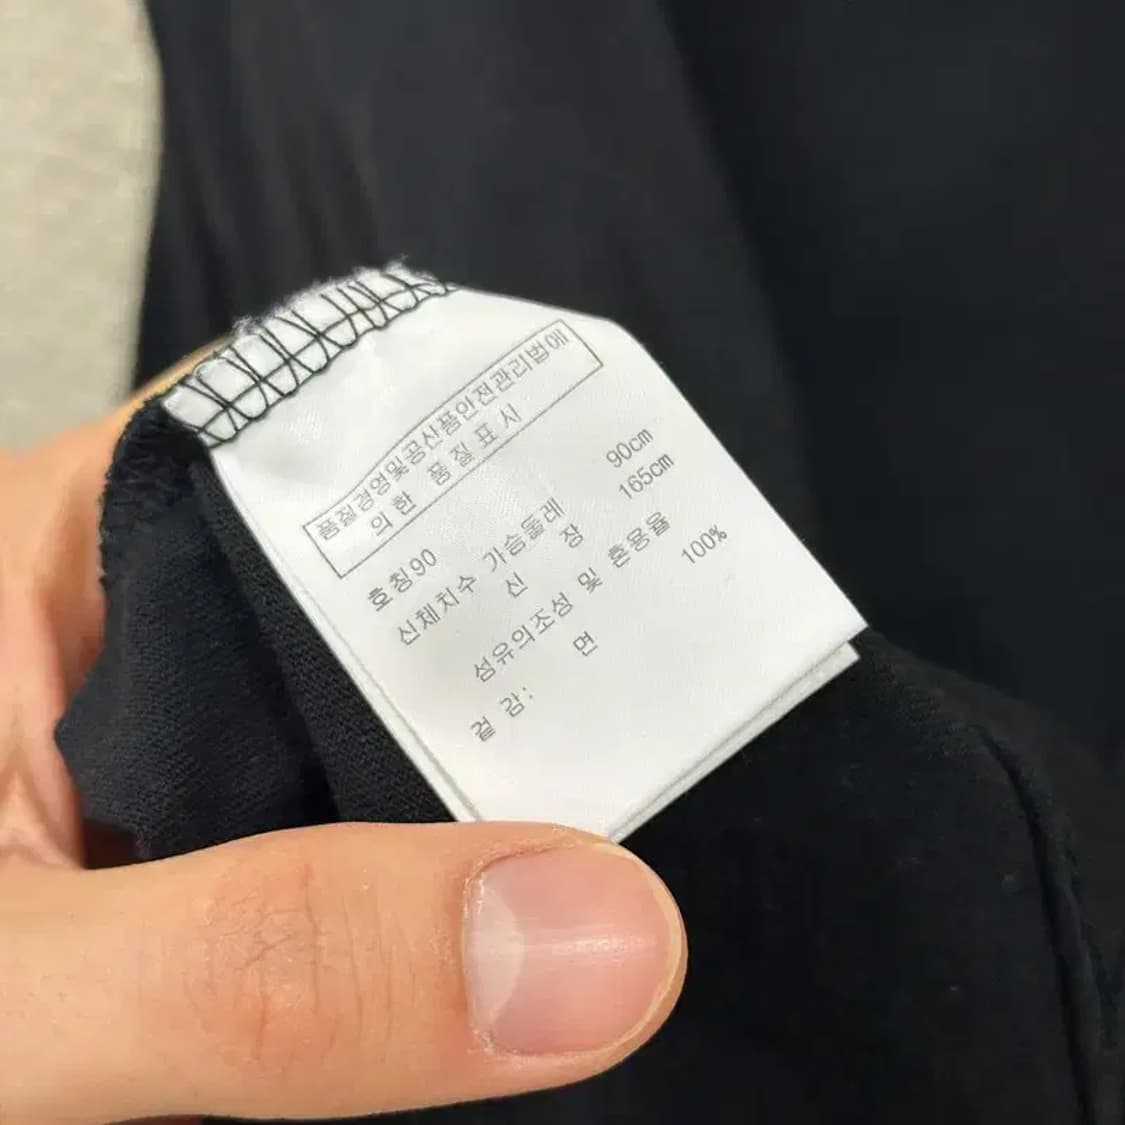 품질경영및공산품안전관리법에
의한 품질표시
호칭90
신체치수 가슴둘레 90cm
신 장 165cm
섬유의조성 및 혼용율
겉감: 면 100%